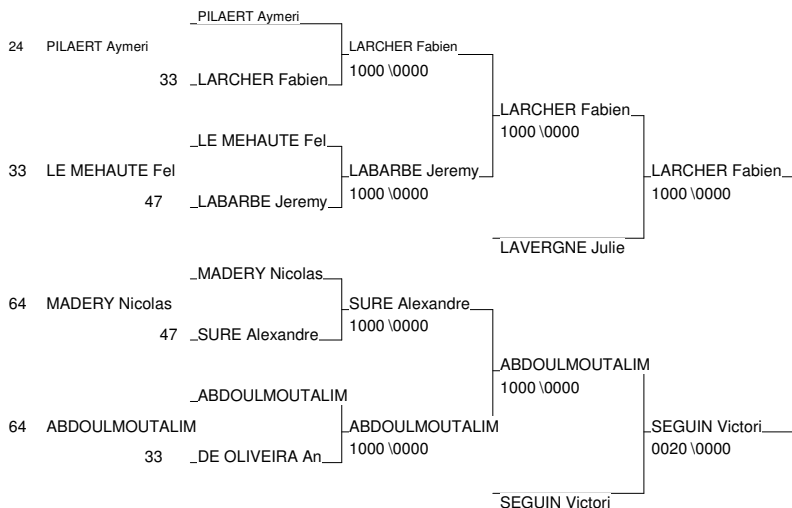 PILAERT Aymeri
24 PILAERT Aymeri
LARCHER Fabien
1000 \0000
33 LARCHER Fabien
LARCHER Fabien
1000 \0000
LE MEHAUTE Fel
33 LE MEHAUTE Fel
LABARBE Jeremy
1000 \0000
LARCHER Fabien
1000 \0000
47 LABARBE Jeremy
LAVERGNE Julie
MADERY Nicolas
64 MADERY Nicolas
SURE Alexandre
1000 \0000
47 SURE Alexandre
ABDOULMOUTALIM
1000 \0000
ABDOULMOUTALIM
64 ABDOULMOUTALIM
ABDOULMOUTALIM
1000 \0000
SEGUIN Victori
0020 \0000
33 DE OLIVEIRA An
SEGUIN Victori